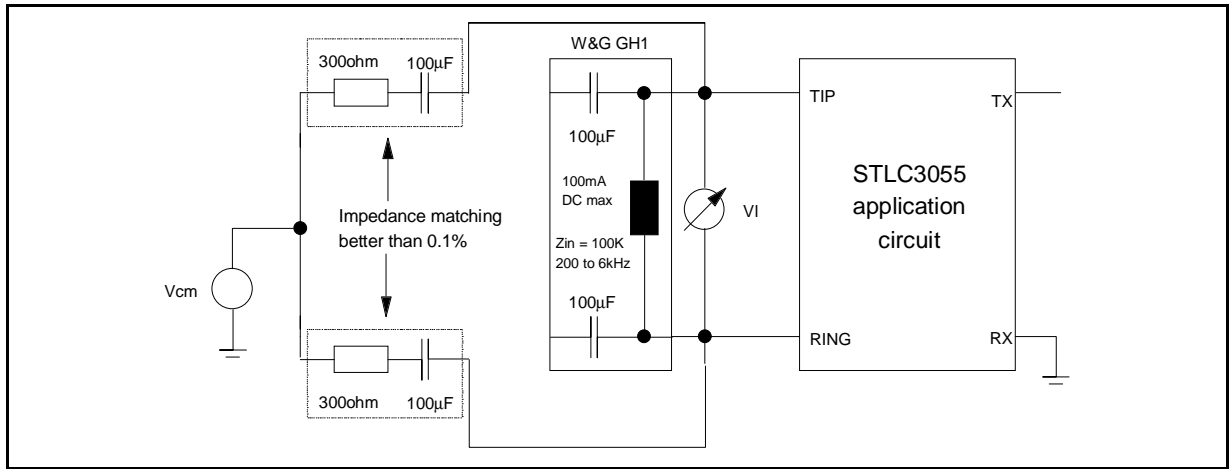 W&G GH1
300ohm
100μF
TIP
TX
100μF
STLC3055
application
circuit
100mA
DC max
VI
Impedance matching
better than 0.1%
Zin = 100K
200 to 6kHz
Vcm
100μF
RING
RX
300ohm
100μF